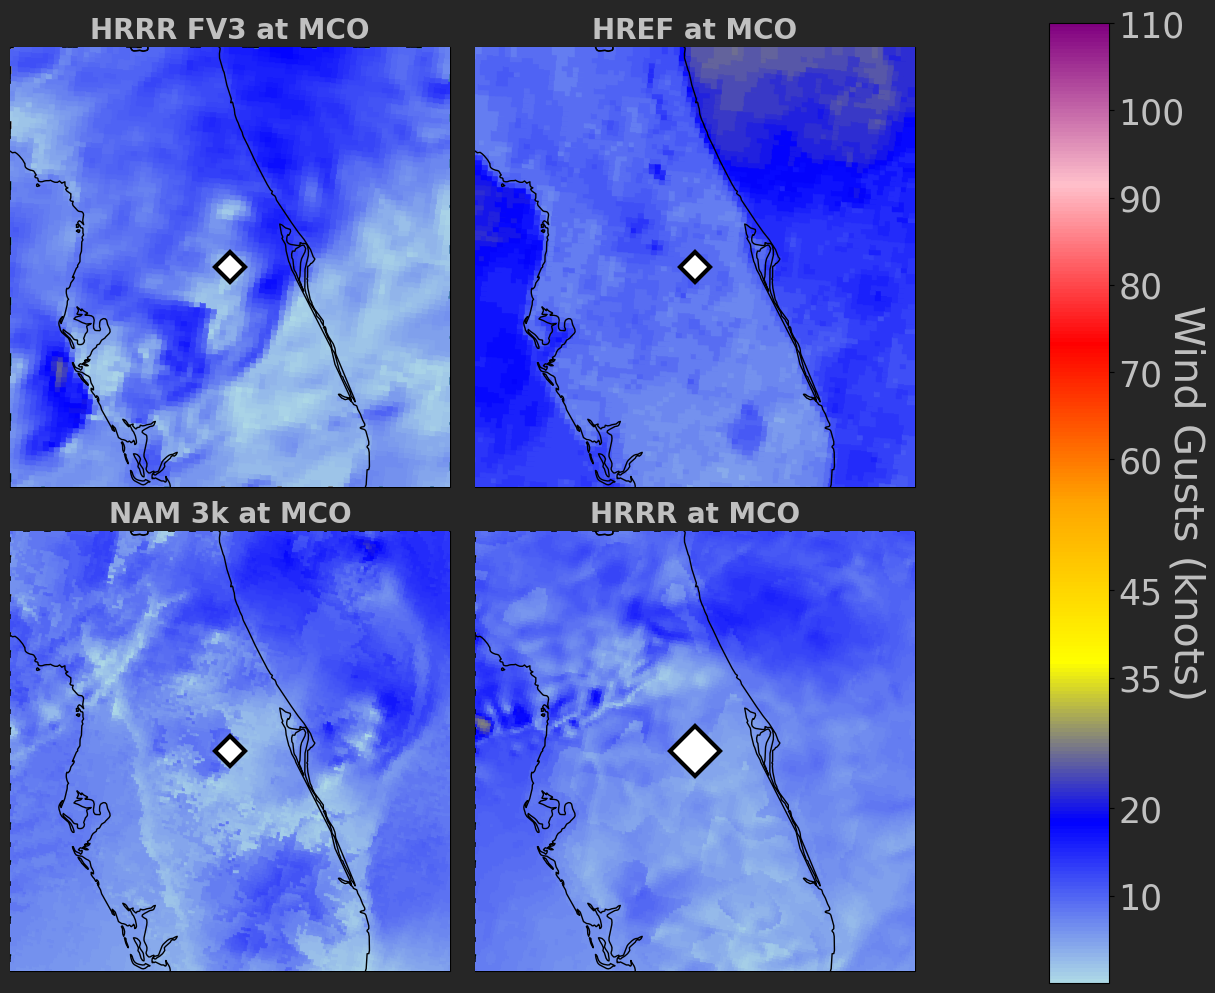 HRRR FV3 at MCO
HREF at MCO
NAM 3k at MCO
HRRR at MCO
110
100
90
80
70
60
45
35
20
10
Wind Gusts (knots)